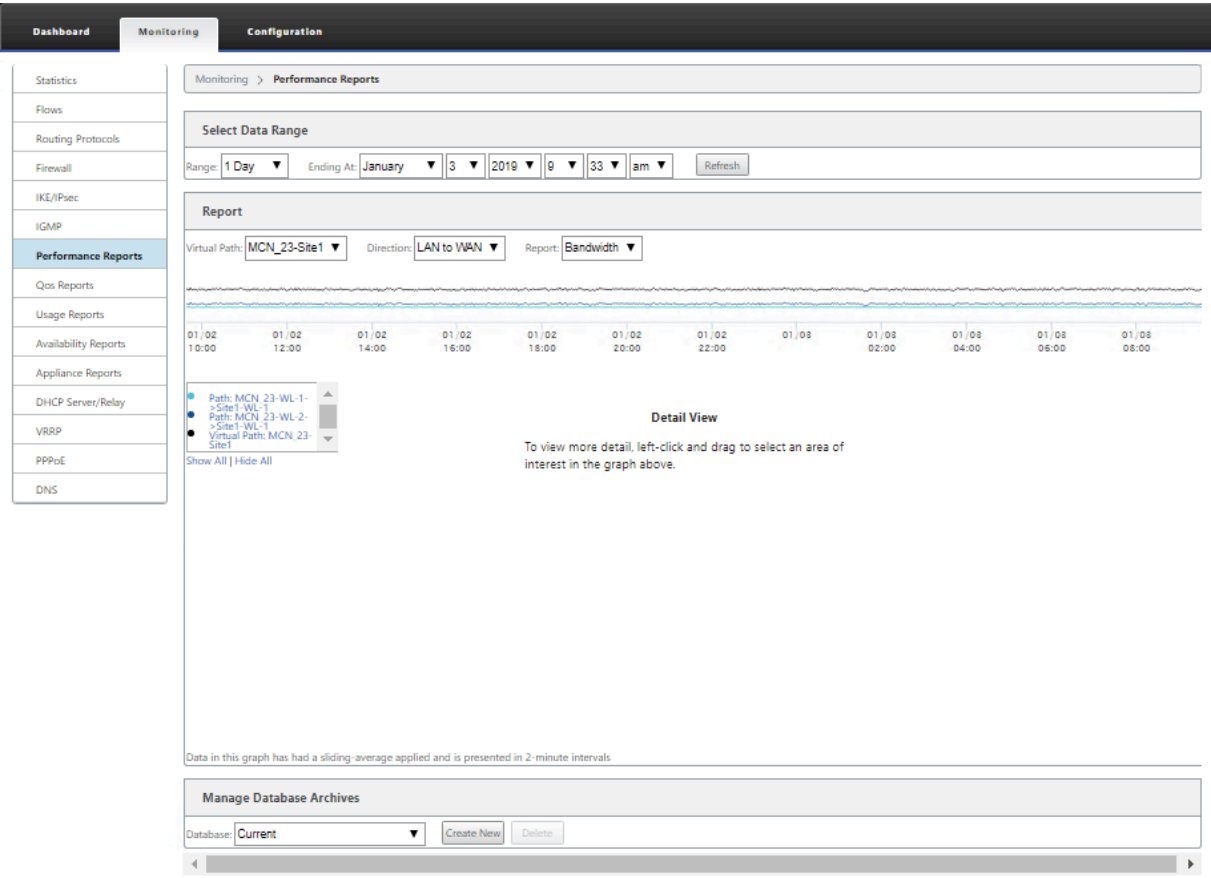 Dashboard Monitoring Configuration
Statistics
Flows
Routing Protocols
Firewall
IKE/IPsec
IGMP
Performance Reports
Qos Reports
Usage Reports
Availability Reports
Appliance Reports
DHCP Server/Relay
VRRP
PPPoE
DNS
Monitoring > Performance Reports
Select Data Range
Range: 1 Day ▼ Ending At: January ▼ 3 ▼ 2019 ▼ 9 ▼ 33 ▼ am ▼ Refresh
Report
Virtual Path: MCN_23-Site1 ▼ Direction: LAN to WAN ▼ Report: Bandwidth ▼
01/02 01/02 01/02 01/02 01/02 01/02 01/02 01/03 01/03 01/03 01/03 01/03
10:00 12:00 14:00 16:00 18:00 20:00 22:00 02:00 04:00 06:00 08:00
Path: MCN_23-WL-1-
>Site1-WL-1
Path: MCN_23-WL-2-
>Site1-WL-1
Virtual Path: MCN_23-
Site1
Show All | Hide All
Detail View
To view more detail, left-click and drag to select an area of
interest in the graph above.
Data in this graph has had a sliding-average applied and is presented in 2-minute intervals
Manage Database Archives
Database: Current ▼ Create New Delete